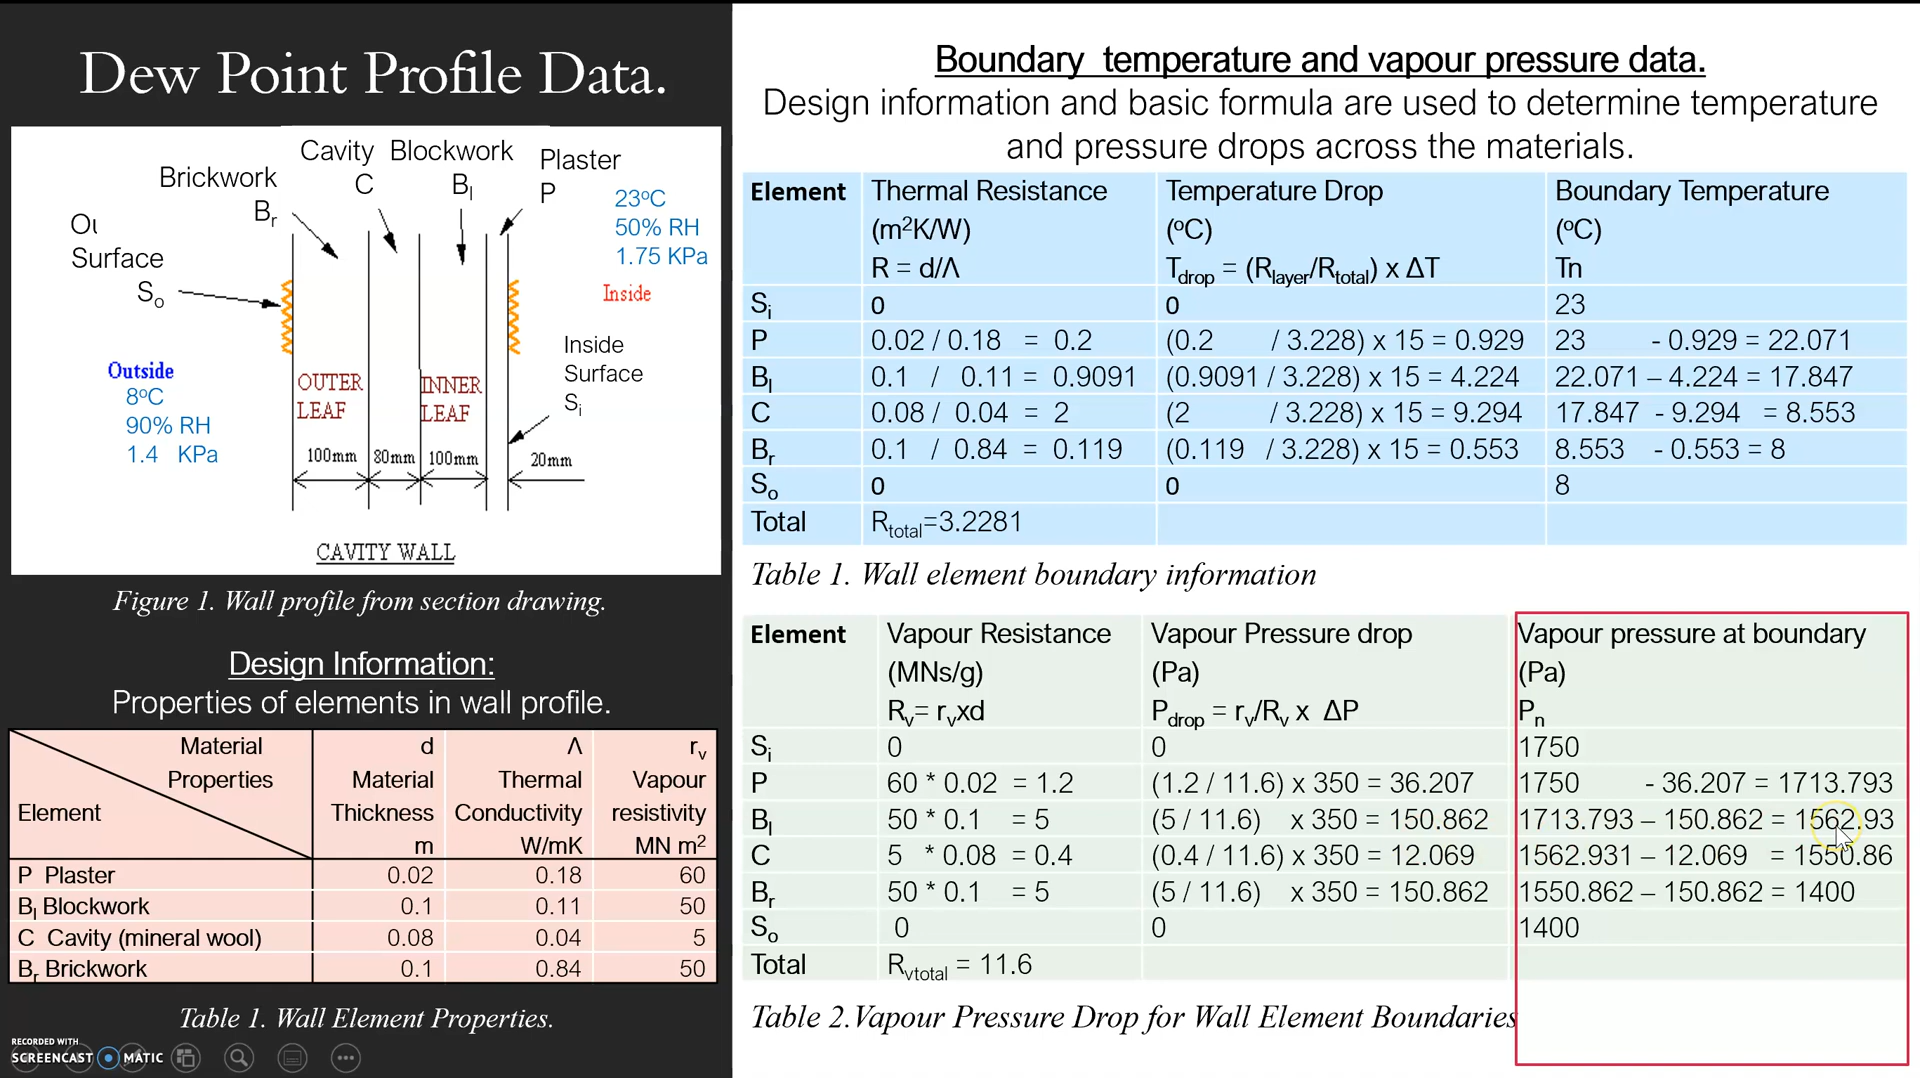 Dew Point Profile Data.
Cavity
C
Blockwork
Bl
Plaster
P
Brickwork
Br
23ºC
50% RH
1.75 KPa
Inside
Surface
So
Inside
Surface
Si
Outside
8ºC
90% RH
1.4 KPa
OUTER
LEAF
INNER
LEAF
100mm
80mm
100mm
20mm
CAVITY WALL
Figure 1. Wall profile from section drawing.
Design Information:
Properties of elements in wall profile.
Material Properties
Element
d Material Thickness m
Λ Thermal Conductivity W/mK
rv Vapour resistivity MN m²
P Plaster 0.02 0.18 60
Bl Blockwork 0.1 0.11 50
C Cavity (mineral wool) 0.08 0.04 5
Br Brickwork 0.1 0.84 50
Table 1. Wall Element Properties.
RECORDED WITH
SCREENCAST MATIC
Boundary temperature and vapour pressure data.
Design information and basic formula are used to determine temperature
and pressure drops across the materials.
Element
Thermal Resistance
(m²K/W)
R = d/Λ
Temperature Drop
(ºC)
Tdrop = (Rlayer/Rtotal) x ΔT
Boundary Temperature
(ºC)
Tn
Si 0 0 23
P 0.02 / 0.18 = 0.2 (0.2 / 3.228) x 15 = 0.929 23 - 0.929 = 22.071
Bl 0.1 / 0.11 = 0.9091 (0.9091 / 3.228) x 15 = 4.224 22.071 – 4.224 = 17.847
C 0.08 / 0.04 = 2 (2 / 3.228) x 15 = 9.294 17.847 - 9.294 = 8.553
Br 0.1 / 0.84 = 0.119 (0.119 / 3.228) x 15 = 0.553 8.553 - 0.553 = 8
So 0 0 8
Total Rtotal=3.2281
Table 1. Wall element boundary information
Element
Vapour Resistance
(MNs/g)
Rv= rvxd
Vapour Pressure drop
(Pa)
Pdrop = rv/Rv x ΔP
Vapour pressure at boundary
(Pa)
Pn
Si 0 0 1750
P 60 * 0.02 = 1.2 (1.2 / 11.6) x 350 = 36.207 1750 - 36.207 = 1713.793
Bl 50 * 0.1 = 5 (5 / 11.6) x 350 = 150.862 1713.793 – 150.862 = 1562.93
C 5 * 0.08 = 0.4 (0.4 / 11.6) x 350 = 12.069 1562.931 – 12.069 = 1550.86
Br 50 * 0.1 = 5 (5 / 11.6) x 350 = 150.862 1550.862 – 150.862 = 1400
So 0 0 1400
Total Rvtotal = 11.6
Table 2.Vapour Pressure Drop for Wall Element Boundaries